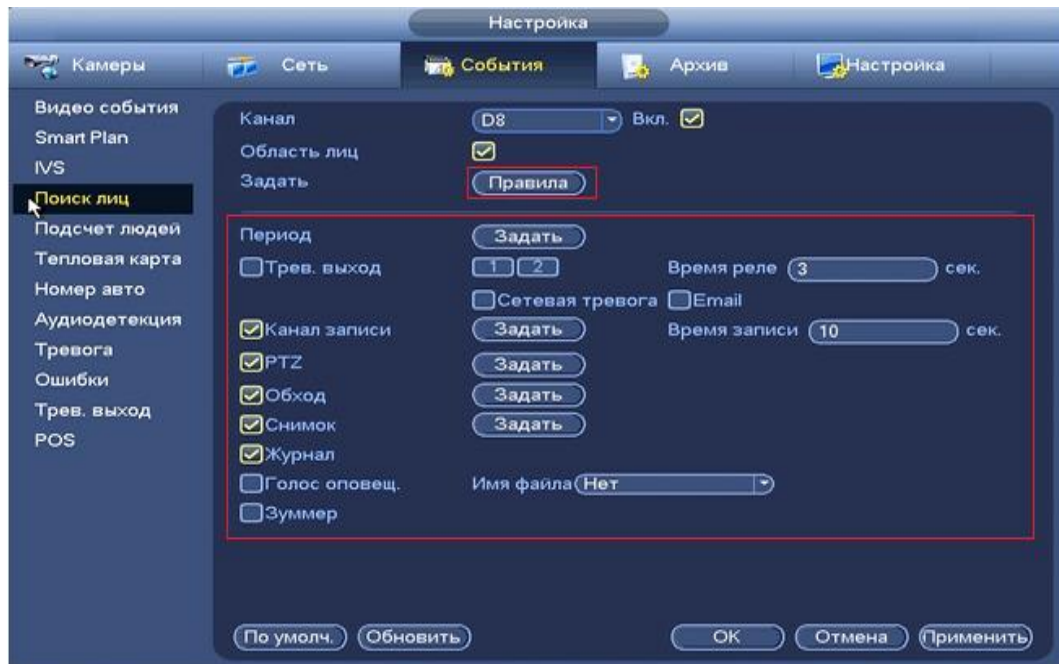 Настройка
Камеры Сеть События Архив Настройка
Видео события
Smart Plan
IVS
Поиск лиц
Подсчет людей
Тепловая карта
Номер авто
Аудиодетекция
Тревога
Ошибки
Трев. выход
POS
Канал D8 Вкл.
Область лиц
Задать Правила
Период Задать
Трев. выход 1 2 Время реле 3 сек.
Сетевая тревога Email
Канал записи Задать Время записи 10 сек.
PTZ Задать
Обход Задать
Снимок Задать
Журнал
Голос оповещ. Имя файла Нет
Зуммер
По умолч. Обновить OK Отмена Применить